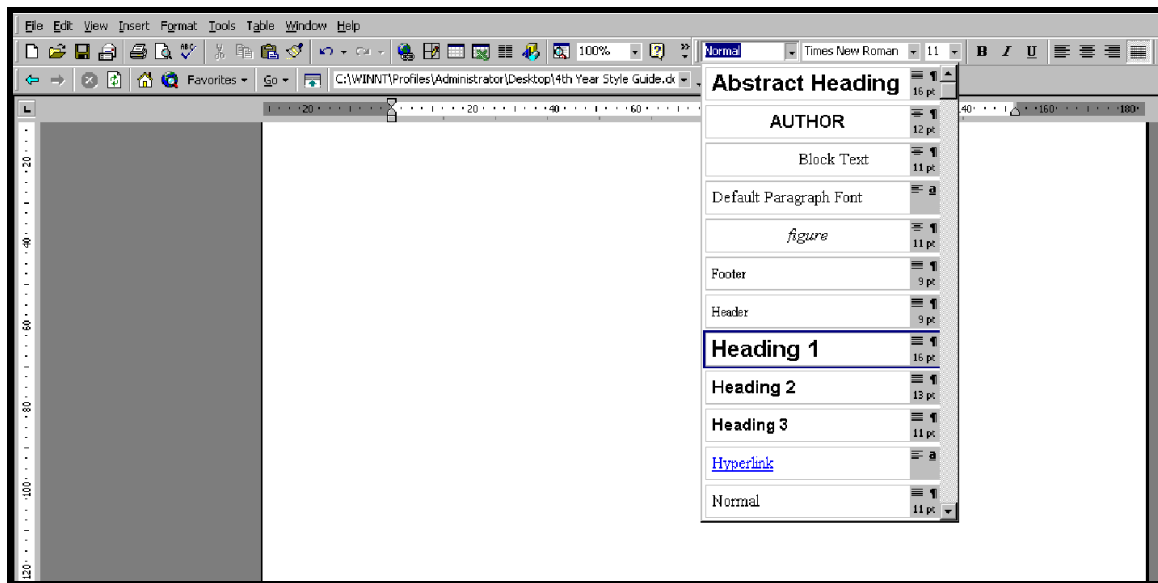 File Edit View Insert Format Tools Table Window Help
100% Normal Times New Roman 11 B I U
Favorites Go C:\WINNT\Profiles\Administrator\Desktop\4th Year Style Guide.dc
20 20 40 60 40 160 180
Abstract Heading 16 pt
AUTHOR 12 pt
Block Text 11 pt
Default Paragraph Font a
figure 11 pt
Footer 9 pt
Header 9 pt
Heading 1 16 pt
Heading 2 13 pt
Heading 3 11 pt
Hyperlink a
Normal 11 pt
20
40
60
80
100
120